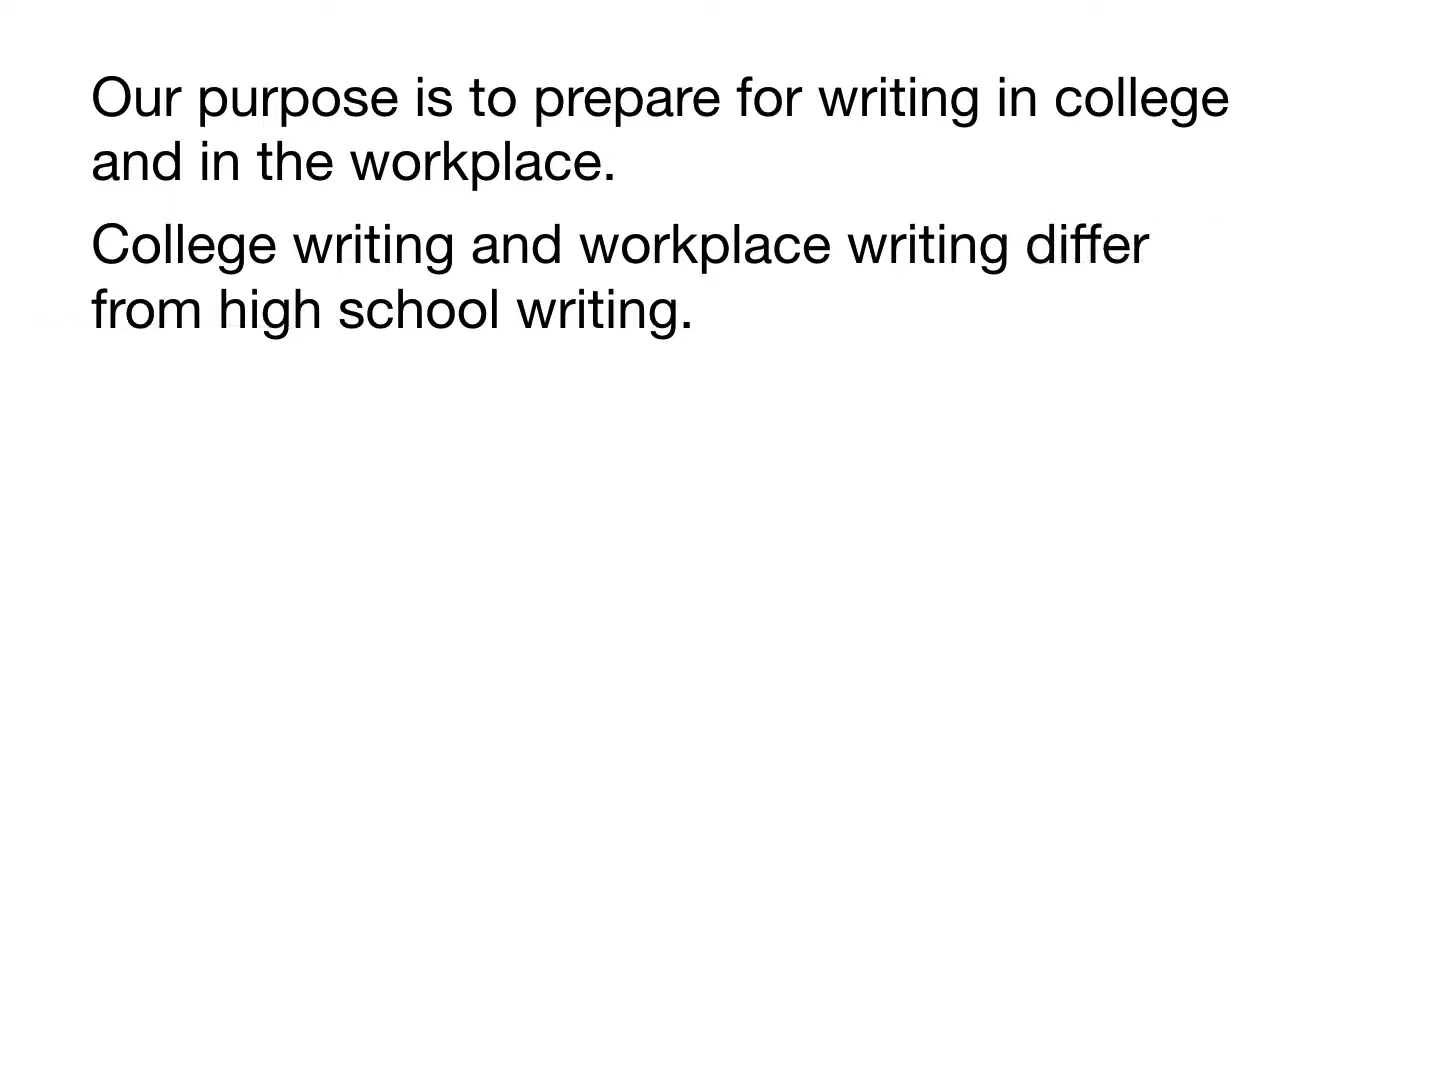 Our purpose is to prepare for writing in college
and in the workplace.
College writing and workplace writing differ
from high school writing.